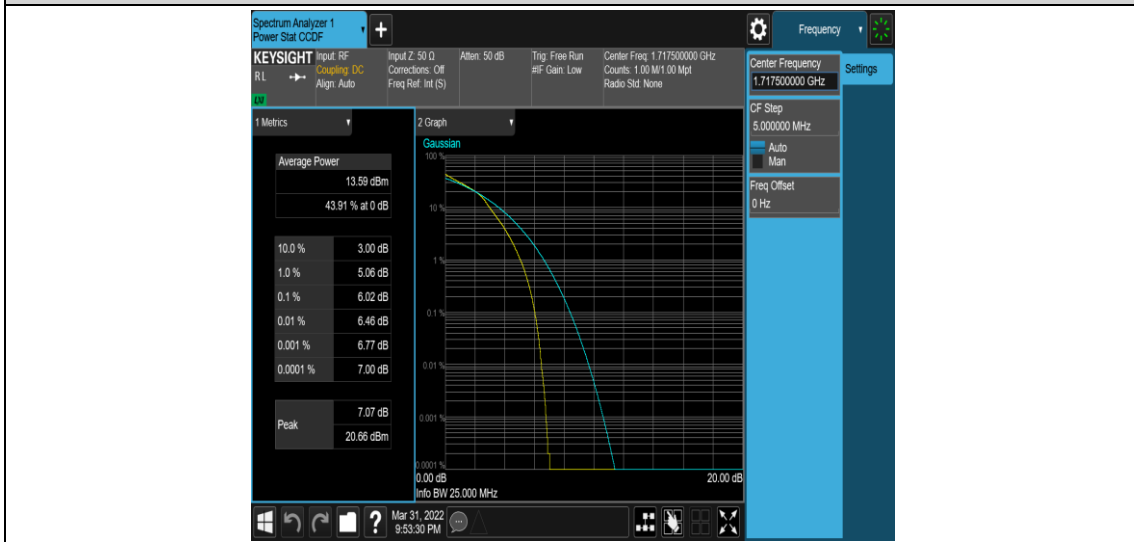 Spectrum Analyzer 1
Power Stat CCDF
Frequency
KEYSIGHT
RL
Input: RF
Coupling: DC
Align: Auto
Input Z: 50 Ω
Corrections: Off
Freq Ref: Int (S)
Atten: 50 dB
Trig: Free Run
#IF Gain: Low
Center Freq: 1.717500000 GHz
Counts: 1.00 M/1.00 Mpt
Radio Std: None
Center Frequency
1.717500000 GHz
Settings
CF Step
5.000000 MHz
Auto
Man
Freq Offset
0 Hz
1 Metrics
Average Power
13.59 dBm
43.91 % at 0 dB
10.0 % 3.00 dB
1.0 % 5.06 dB
0.1 % 6.02 dB
0.01 % 6.46 dB
0.001 % 6.77 dB
0.0001 % 7.00 dB
Peak
7.07 dB
20.66 dBm
2 Graph
Gaussian
100 %
10 %
1 %
0.1 %
0.01 %
0.001 %
0.0001 %
0.00 dB
20.00 dB
Info BW 25.000 MHz
Mar 31, 2022
9:53:30 PM